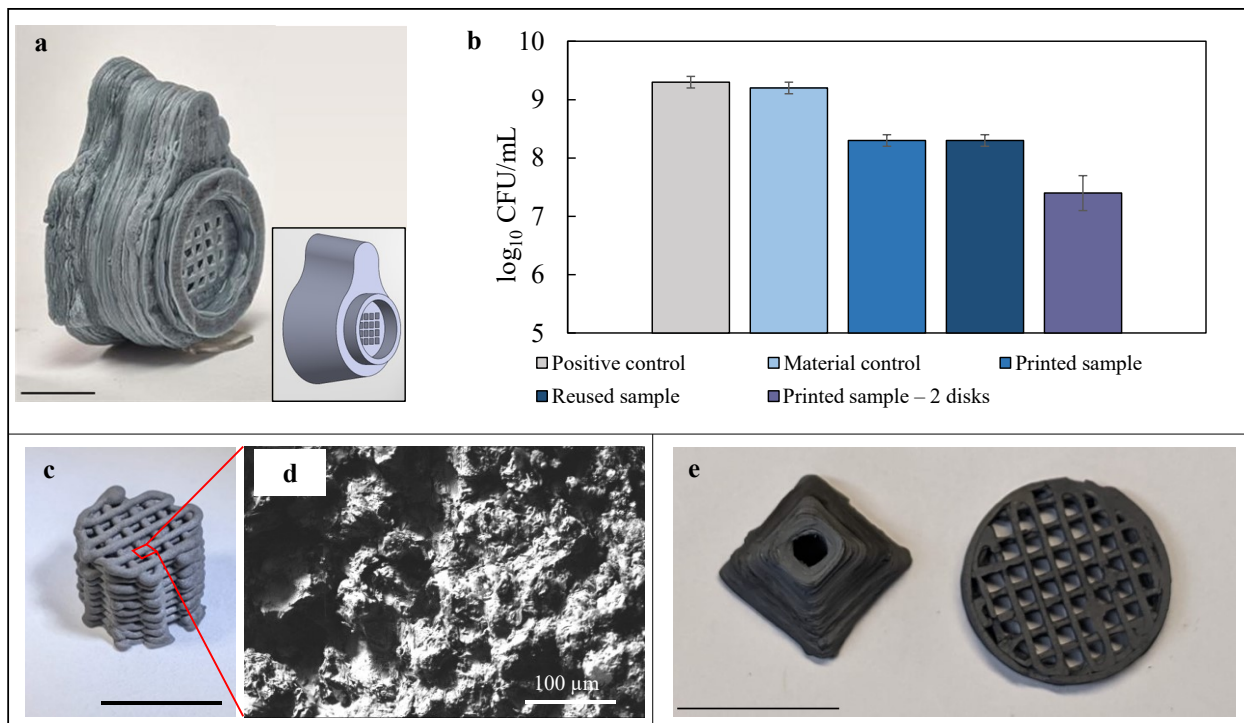 a
b
10
9
8
7
6
5
log₁₀ CFU/mL
Positive control
Material control
Printed sample
Reused sample
Printed sample – 2 disks
c
d
100 µm
e